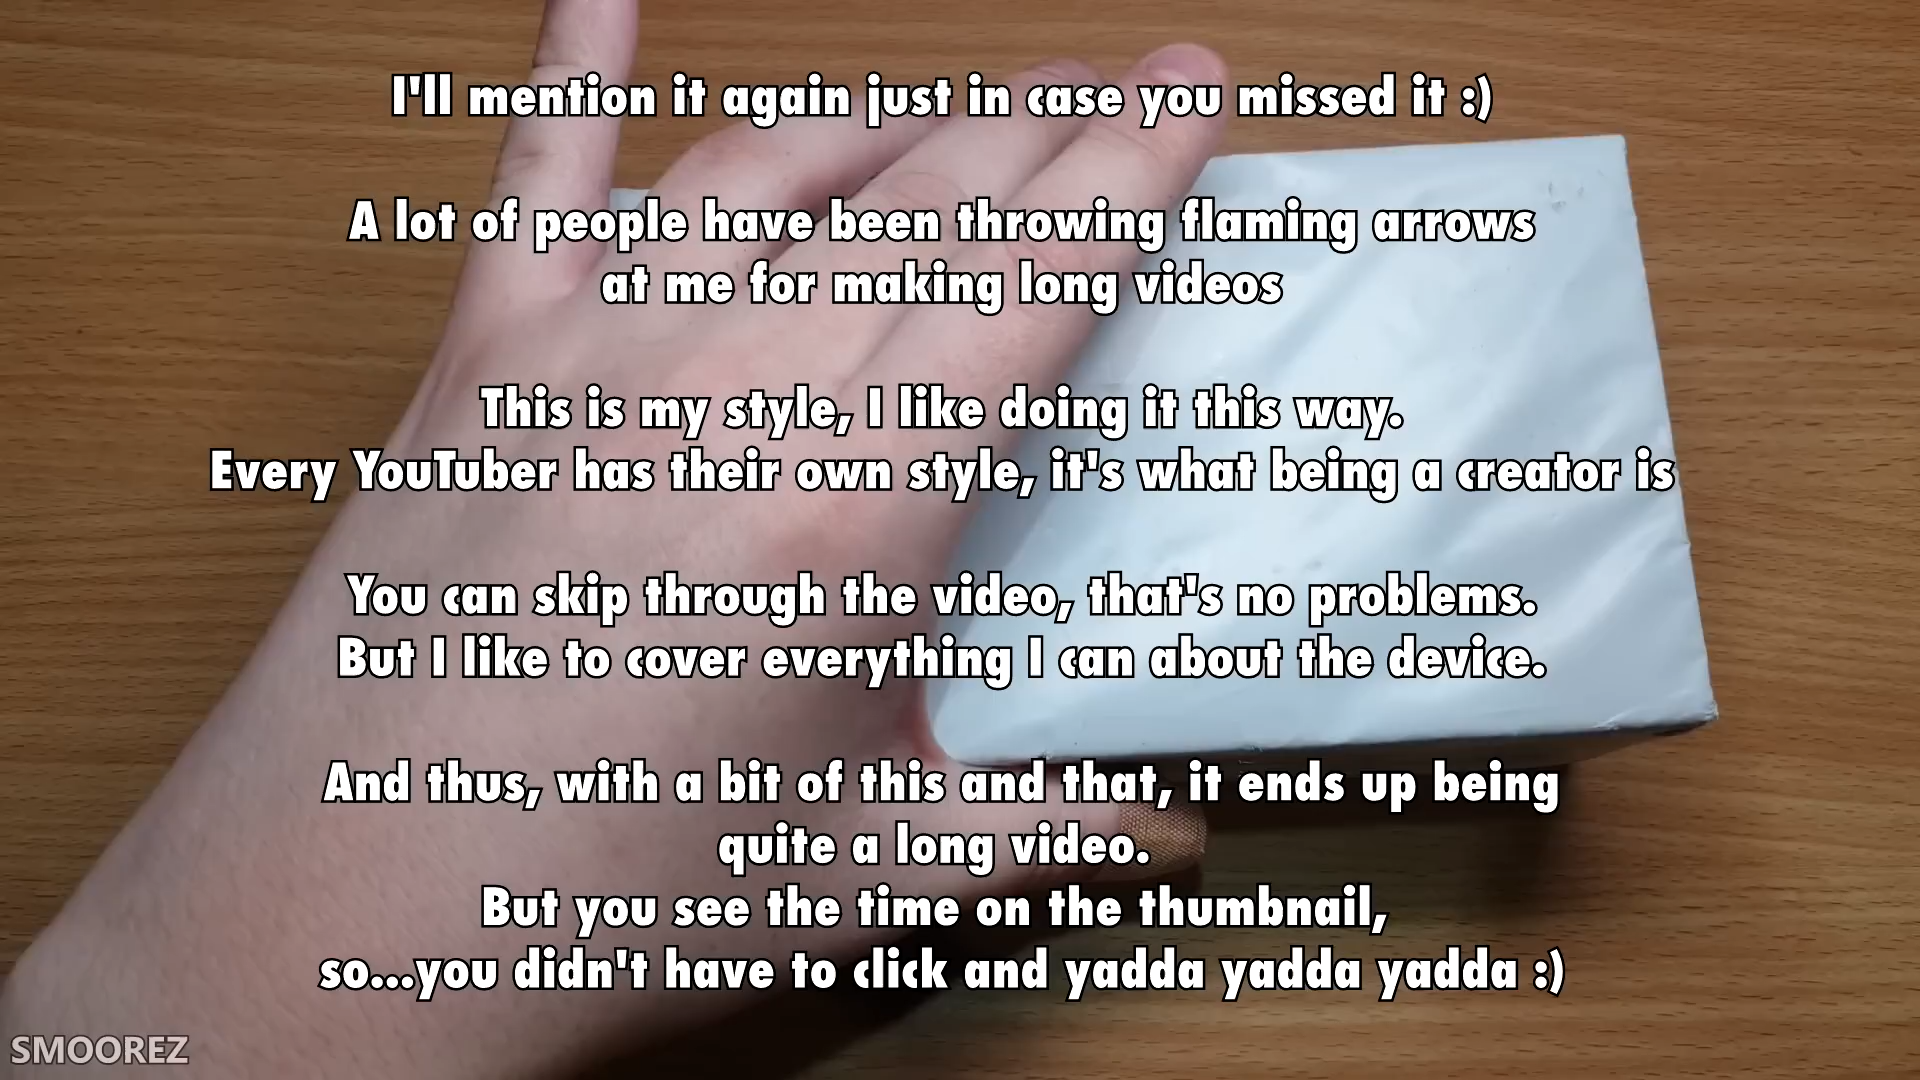 I'll mention it again just in case you missed it :)
A lot of people have been throwing flaming arrows
at me for making long videos
This is my style, I like doing it this way.
Every YouTuber has their own style, it's what being a creator is
You can skip through the video, that's no problems.
But I like to cover everything I can about the device.
And thus, with a bit of this and that, it ends up being
quite a long video.
But you see the time on the thumbnail,
so...you didn't have to click and yadda yadda yadda :)
SMOOREZ